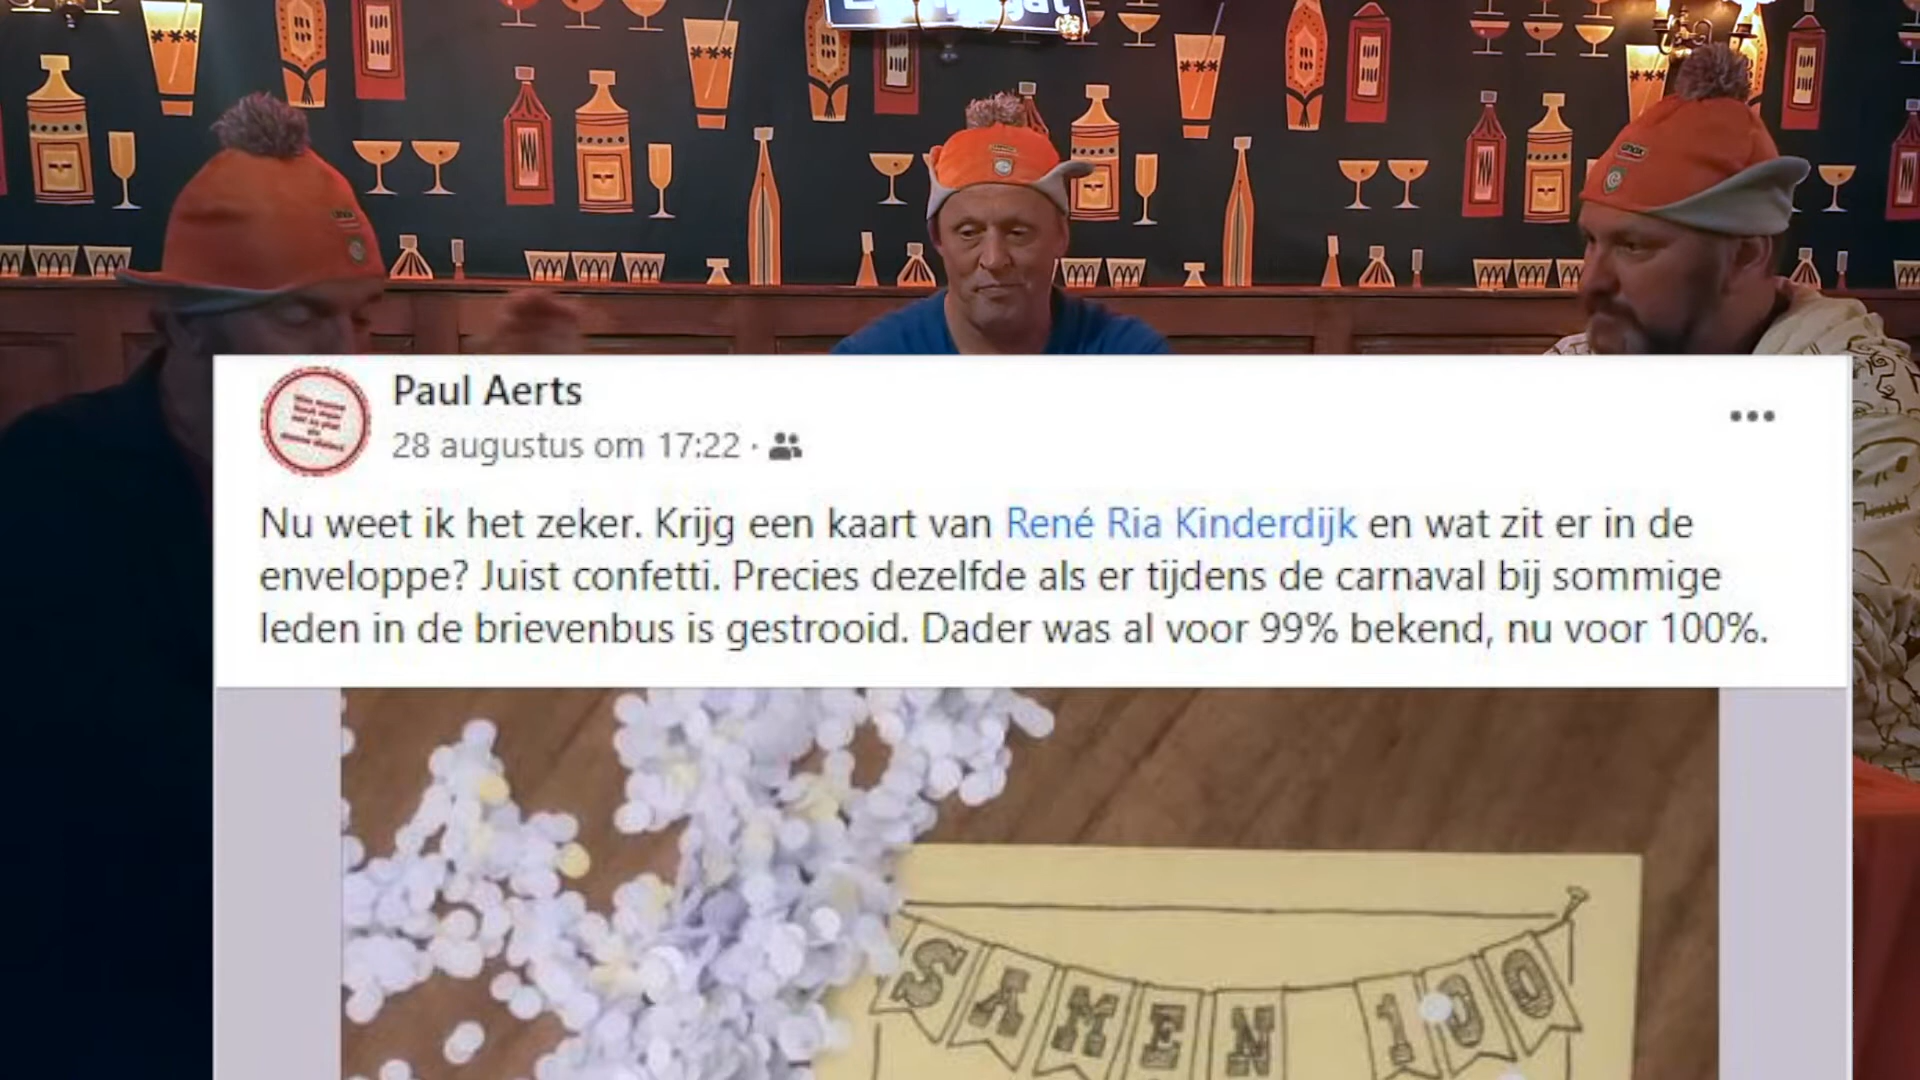 Paul Aerts
28 augustus om 17:22 ·
Nu weet ik het zeker. Krijg een kaart van René Ria Kinderdijk en wat zit er in de
enveloppe? Juist confetti. Precies dezelfde als er tijdens de carnaval bij sommige
leden in de brievenbus is gestrooid. Dader was al voor 99% bekend, nu voor 100%.
SAMEN 100